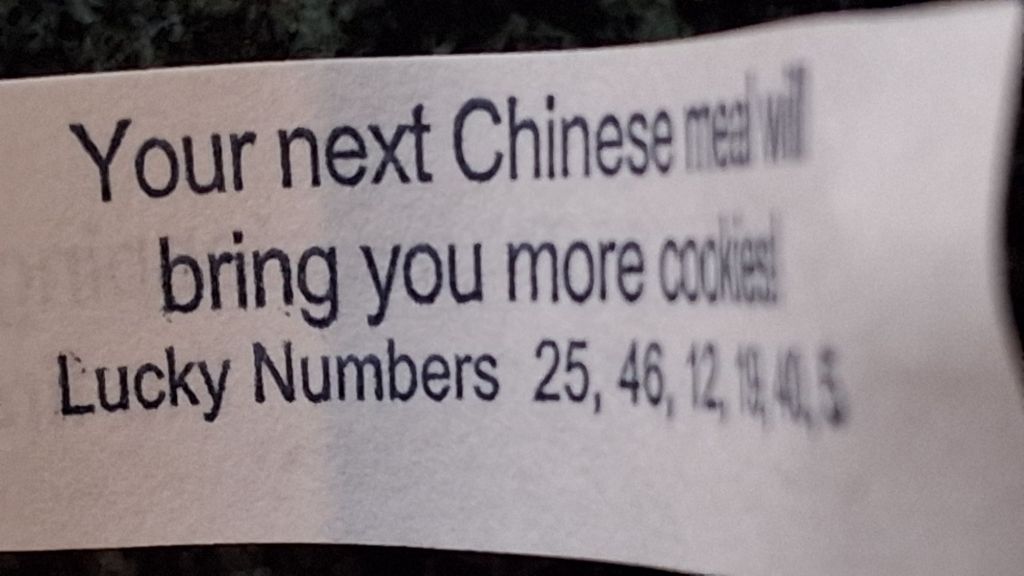 Your next Chinese meal will
bring you more cookies!
Lucky Numbers 25, 46, 12, 19, 40,